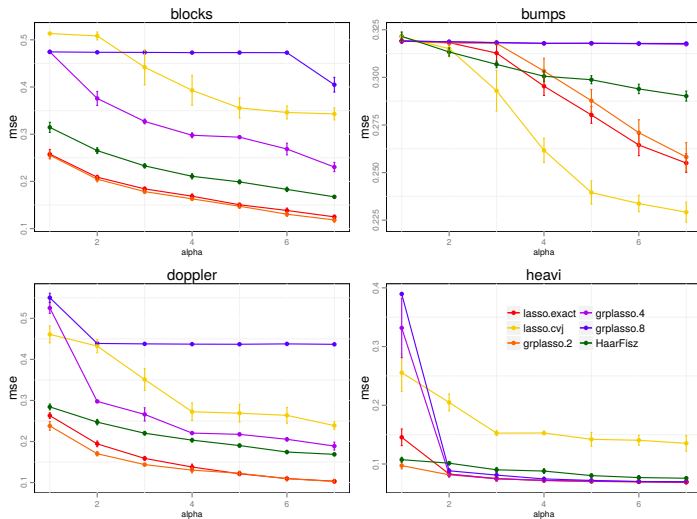 blocks
0.5
0.4
0.3
0.2
0.1
mse
2
4
6
alpha
bumps
0.325
0.300
0.275
0.250
0.225
mse
2
4
6
alpha
doppler
0.5
0.4
0.3
0.2
0.1
mse
2
4
6
alpha
heavi
0.4
0.3
0.2
0.1
mse
lasso.exact
grplasso.4
lasso.cvj
grplasso.8
grplasso.2
HaarFisz
2
4
6
alpha